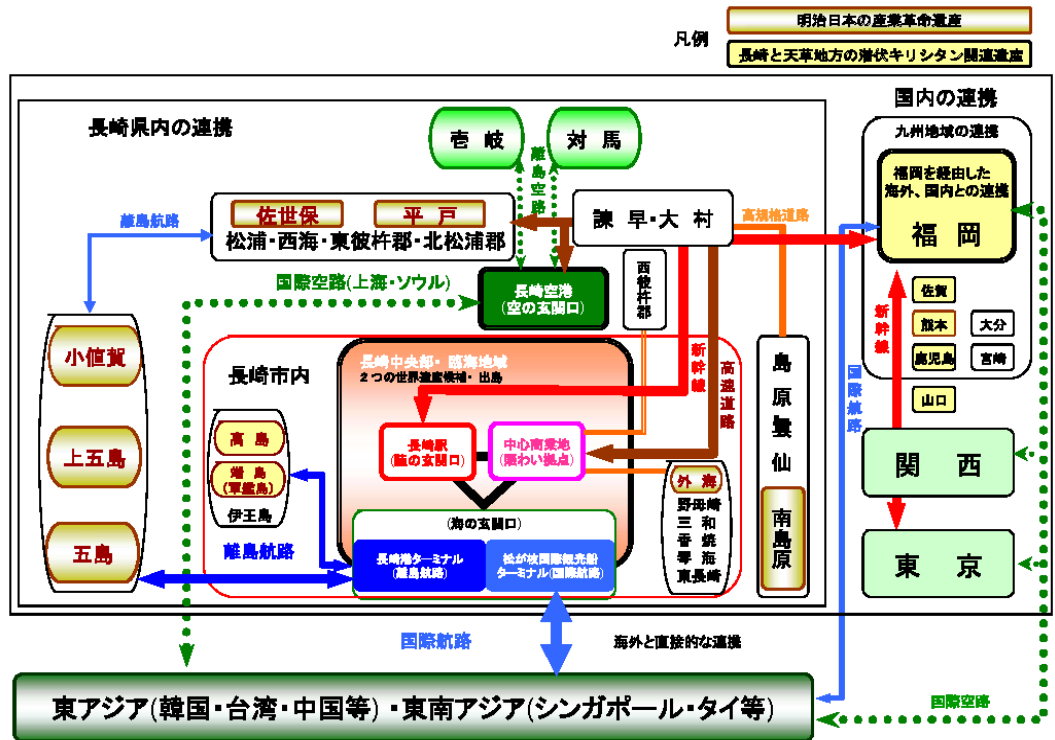 凡例
明治日本の産業革命遺産
長崎と天草地方の潜伏キリシタン関連遺産
長崎県内の連携
国内の連携
九州地域の連携
壱岐
対馬
離島空路
福岡を経由した
海外、国内との連携
福岡
佐世保
平戸
松浦・西海・東彼杵郡・北松浦郡
離島航路
諫早・大村
高規格道路
国際空路(上海・ソウル)
長崎空港
(空の玄関口)
西彼杵郡
佐賀
熊本
大分
鹿児島
宮崎
山口
新幹線
国際航路
小値賀
上五島
五島
長崎市内
長崎中央部・臨海地域
2つの世界遺産候補・出島
新幹線
高速道路
島原雲仙
南島原
高島
端島
(軍艦島)
伊王島
長崎駅
(陸の玄関口)
中心商業地
(賑わい拠点)
外海
野母崎
三和
香焼
琴海
東長崎
関西
東京
(海の玄関口)
離島航路
長崎港ターミナル
(離島航路)
松が枝国際観光船
ターミナル(国際航路)
国際航路
海外と直接的な連携
国際空路
東アジア(韓国・台湾・中国等)・東南アジア(シンガポール・タイ等)